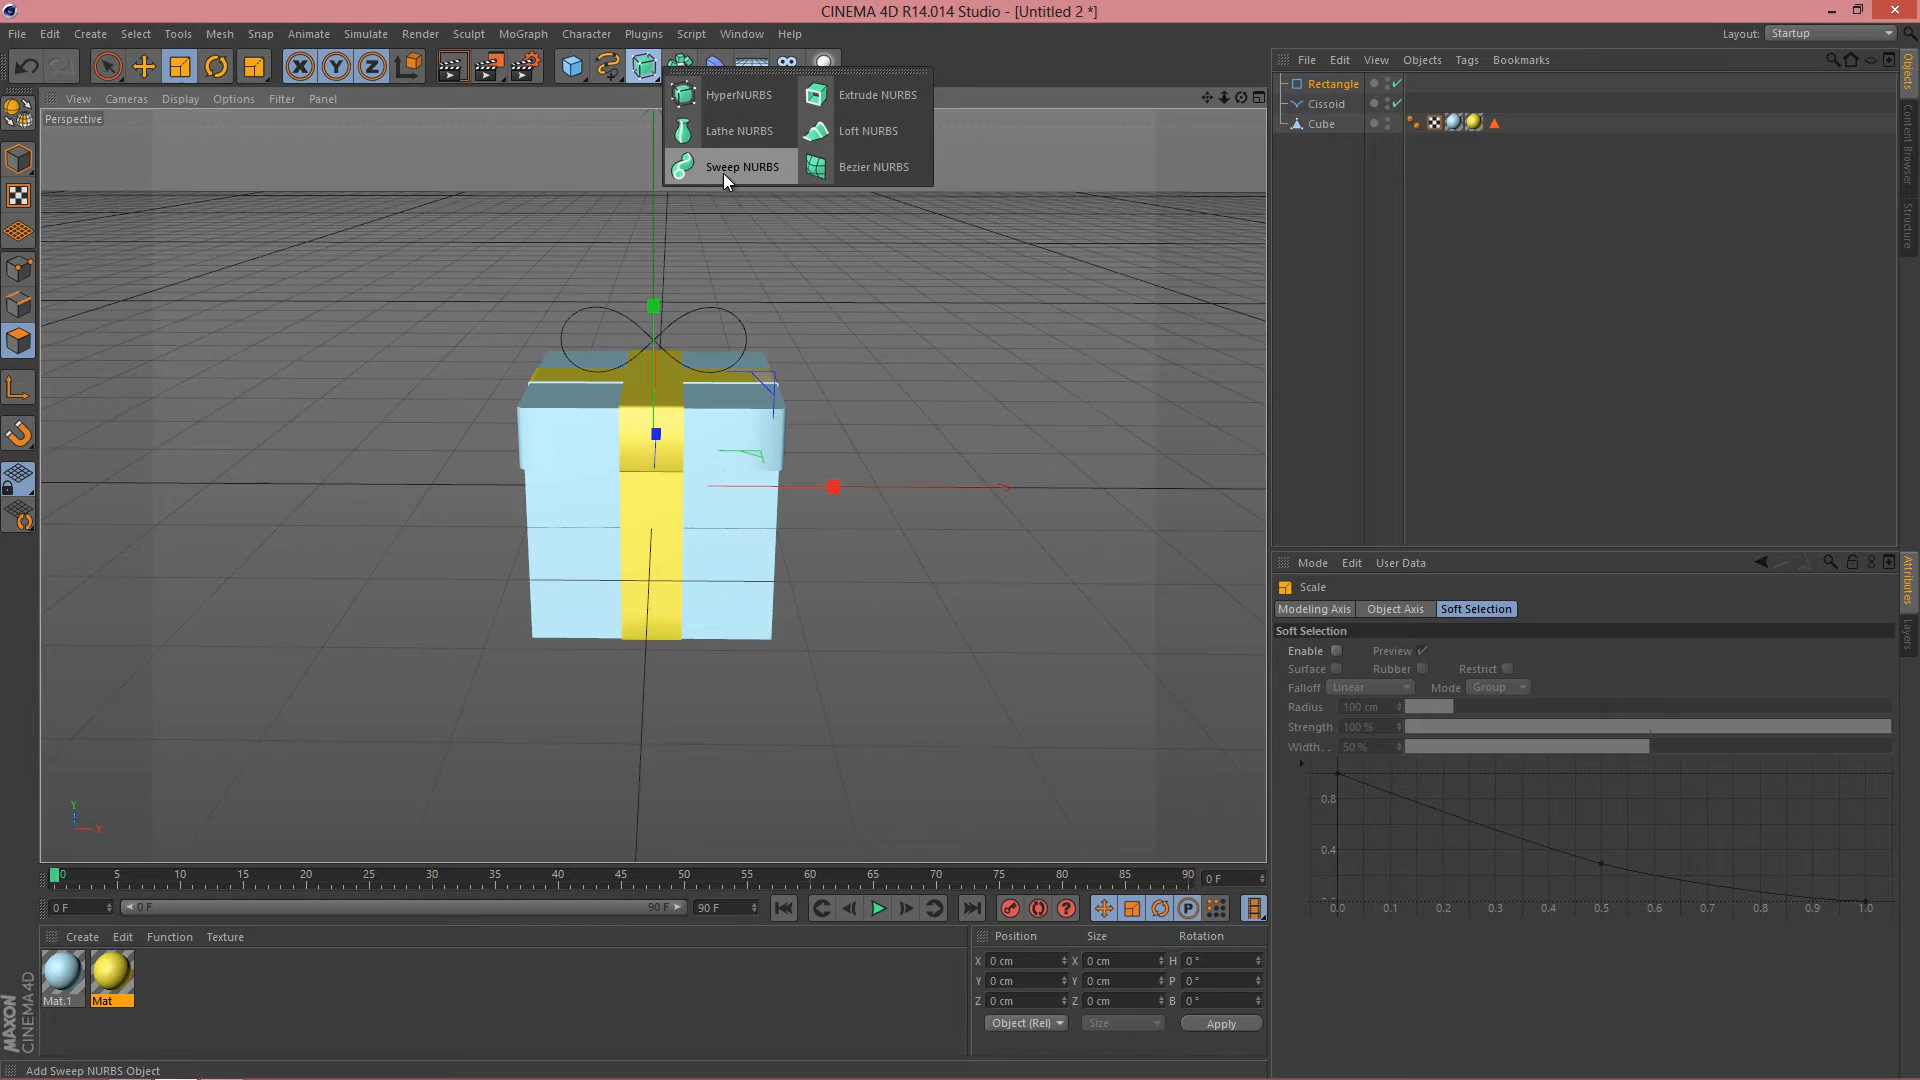 CINEMA 4D R14.014 Studio - [Untitled 2 *]
File Edit Create Select Tools Mesh Snap Animate Simulate Render Sculpt MoGraph Character Plugins Script Window Help
Layout: Startup
View Cameras Display Options Filter Panel
Perspective
HyperNURBS Extrude NURBS
Lathe NURBS Loft NURBS
Sweep NURBS Bezier NURBS
File Edit View Objects Tags Bookmarks
Rectangle
Cissoid
Cube
Objects
Content Browser
Structure
Mode Edit User Data
Scale
Modeling Axis Object Axis Soft Selection
Soft Selection
Enable Preview
Surface Rubber Restrict
Falloff Linear Mode Group
Radius 100 cm
Strength 100 %
Width.. 50 %
0.8
0.4
0.0 0.1 0.2 0.3 0.4 0.5 0.6 0.7 0.8 0.9 1.0
Attributes
Layers
Y
X
0 5 10 15 20 25 30 35 40 45 50 55 60 65 70 75 80 85 90 0 F
0 F 0 F 90 F 90 F
Create Edit Function Texture
Mat.1 Mat
Position Size Rotation
X 0 cm X 0 cm H 0 °
Y 0 cm Y 0 cm P 0 °
Z 0 cm Z 0 cm B 0 °
Object (Rel) Size Apply
MAXON
CINEMA 4D
Add Sweep NURBS Object